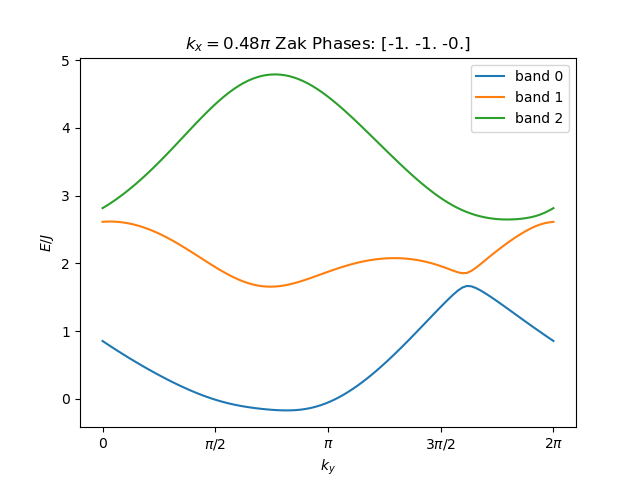 $k_x = 0.48\pi$ Zak Phases: [-1. -1. -0.]
band 0
band 1
band 2
5
4
3
2
1
0
E/J
0
π/2
π
3π/2
2π
$k_y$